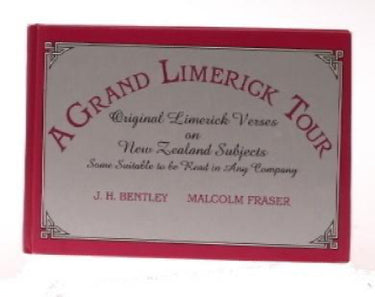 A GRAND LIMERICK TOUR
Original Limerick Verses
on
New Zealand Subjects
Some Suitable to be Read in Any Company
J. H. BENTLEY MALCOLM FRASER